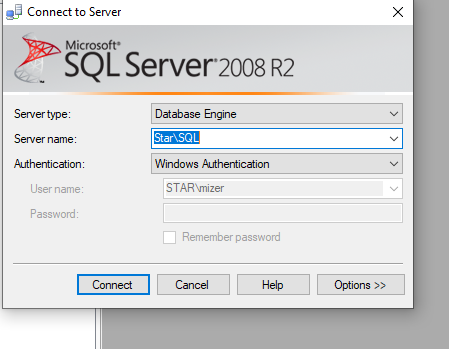 Connect to Server
Microsoft®
SQL Server® 2008 R2
Server type: Database Engine
Server name: Star\SQL
Authentication: Windows Authentication
User name: STAR\mizer
Password:
Remember password
Connect Cancel Help Options >>